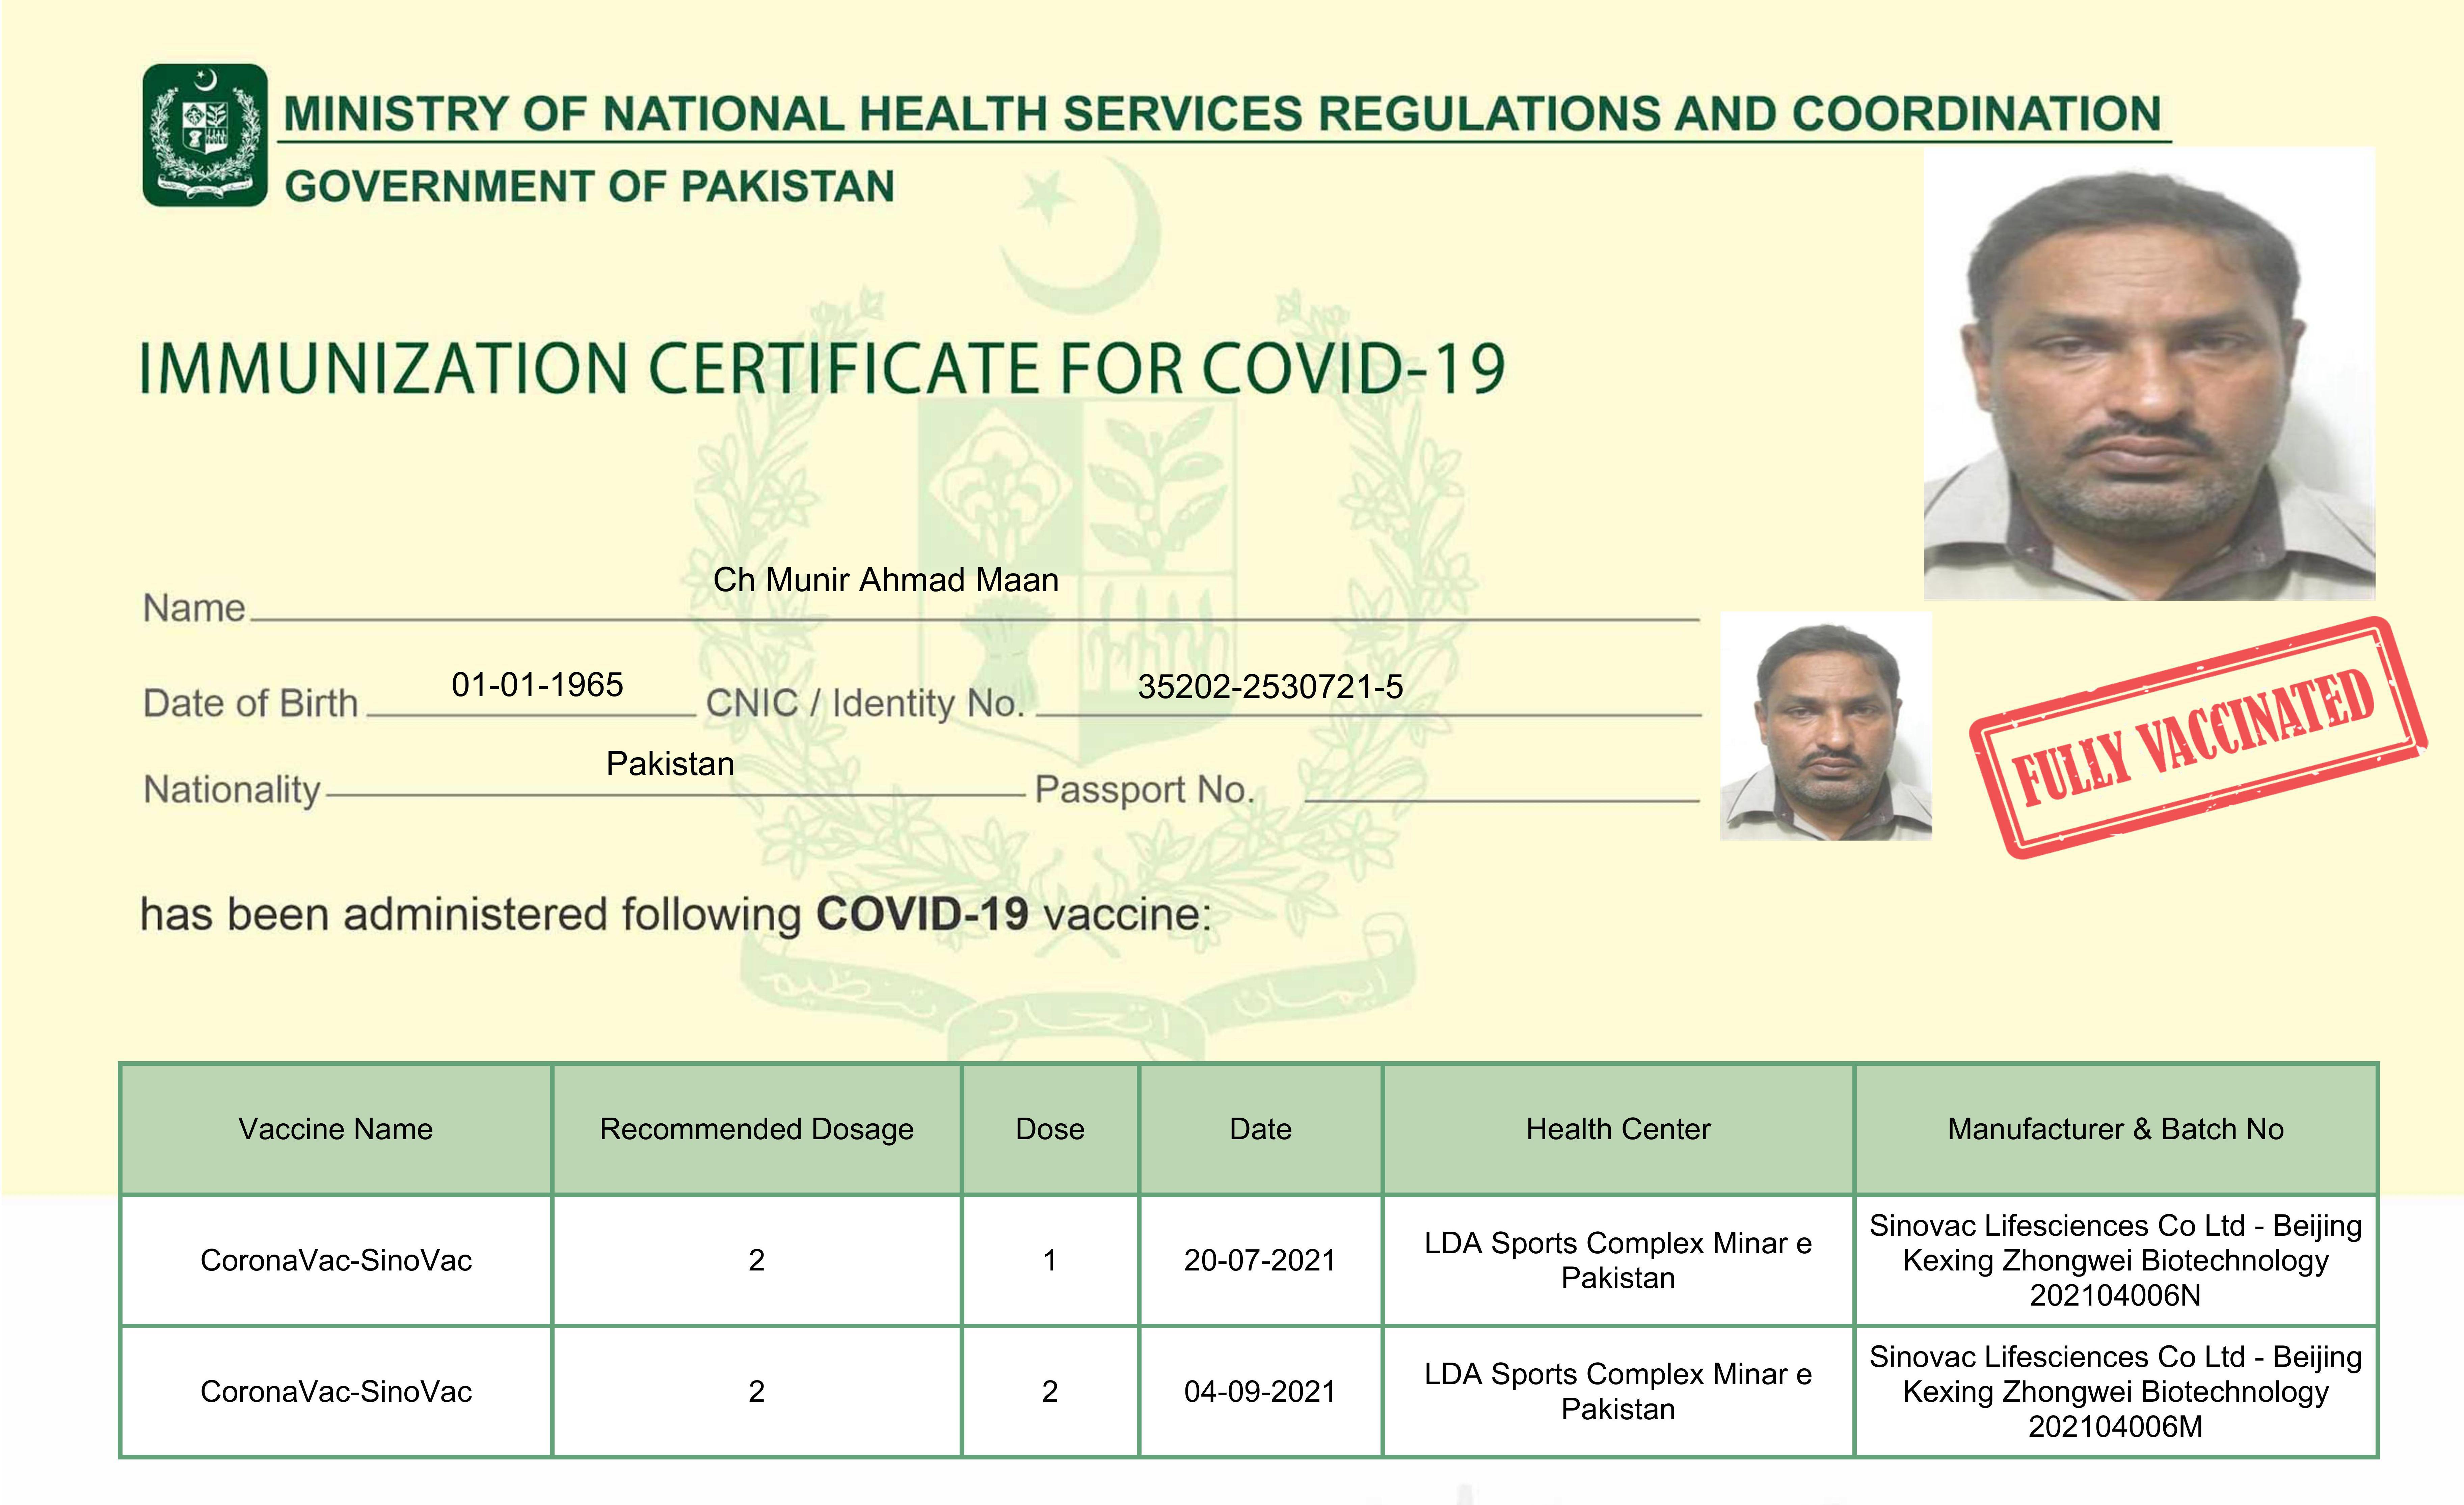 MINISTRY OF NATIONAL HEALTH SERVICES REGULATIONS AND COORDINATION
GOVERNMENT OF PAKISTAN
IMMUNIZATION CERTIFICATE FOR COVID-19
Name Ch Munir Ahmad Maan
Date of Birth 01-01-1965 CNIC / Identity No. 35202-2530721-5
Nationality Pakistan Passport No.
FULLY VACCINATED
has been administered following COVID-19 vaccine:
ایمان اتحاد تنظیم
Vaccine Name Recommended Dosage Dose Date Health Center Manufacturer & Batch No
CoronaVac-SinoVac 2 1 20-07-2021 LDA Sports Complex Minar e Pakistan Sinovac Lifesciences Co Ltd - Beijing Kexing Zhongwei Biotechnology 202104006N
CoronaVac-SinoVac 2 2 04-09-2021 LDA Sports Complex Minar e Pakistan Sinovac Lifesciences Co Ltd - Beijing Kexing Zhongwei Biotechnology 202104006M